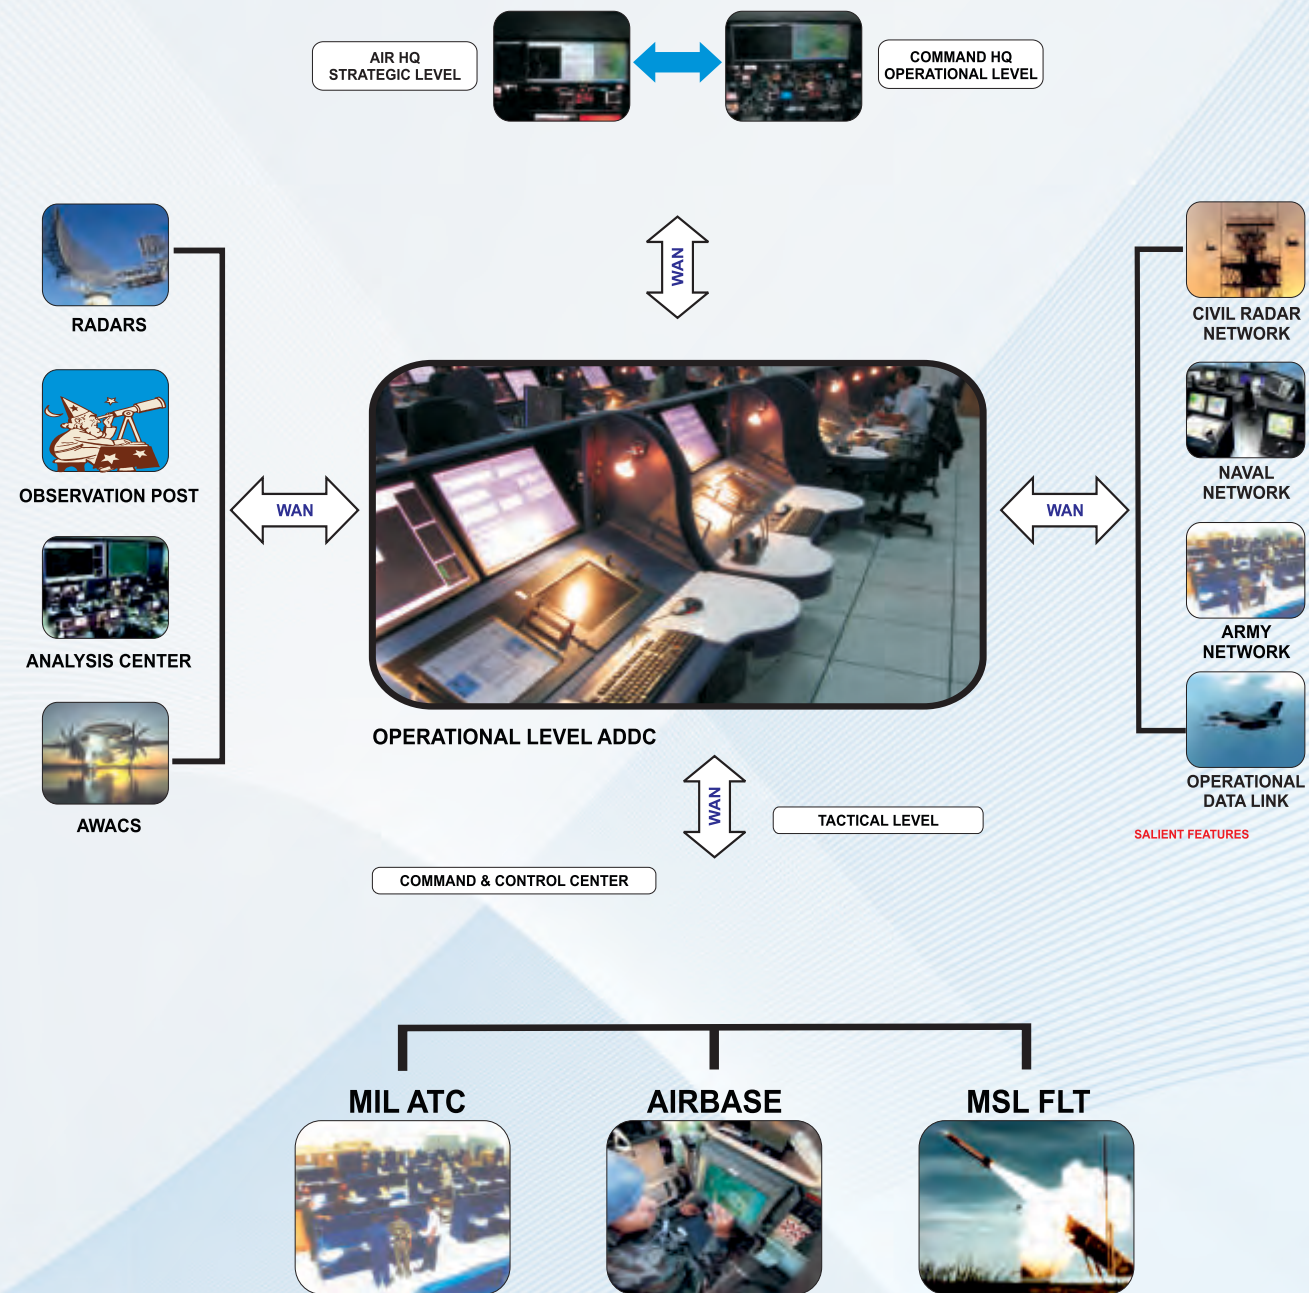 AIR HQ
STRATEGIC LEVEL
COMMAND HQ
OPERATIONAL LEVEL
WAN
RADARS
OBSERVATION POST
ANALYSIS CENTER
AWACS
WAN
WAN
CIVIL RADAR
NETWORK
NAVAL
NETWORK
ARMY
NETWORK
OPERATIONAL
DATA LINK
SALIENT FEATURES
OPERATIONAL LEVEL ADDC
WAN
TACTICAL LEVEL
COMMAND & CONTROL CENTER
MIL ATC
AIRBASE
MSL FLT